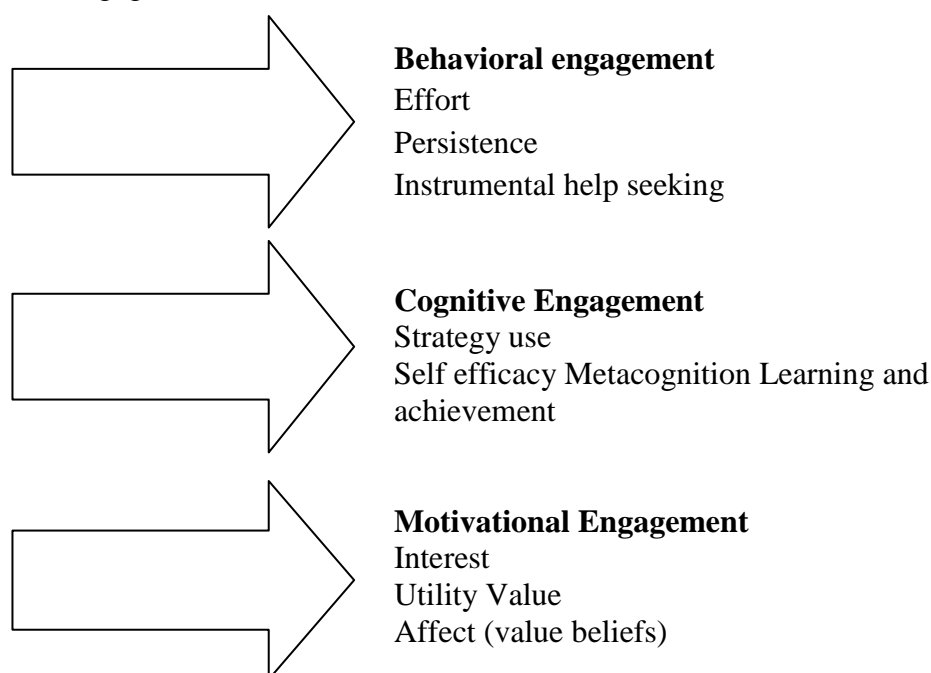 Behavioral engagement
Effort
Persistence
Instrumental help seeking
Cognitive Engagement
Strategy use
Self efficacy Metacognition Learning and
achievement
Motivational Engagement
Interest
Utility Value
Affect (value beliefs)